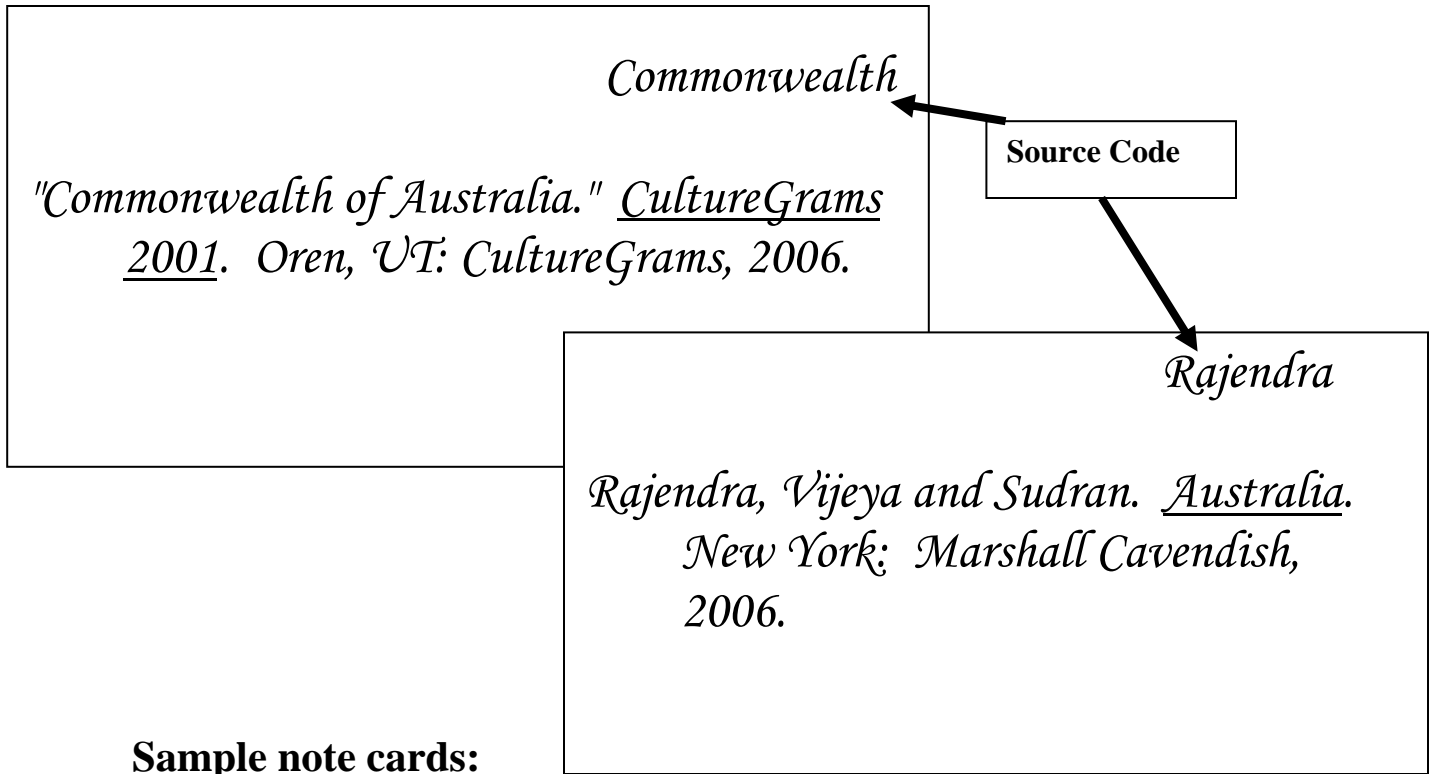 Commonwealth
Source Code
"Commonwealth of Australia." CultureGrams
2001. Oren, UT: CultureGrams, 2006.
Rajendra
Rajendra, Vijeya and Sudran. Australia.
New York: Marshall Cavendish,
2006.
Sample note cards: